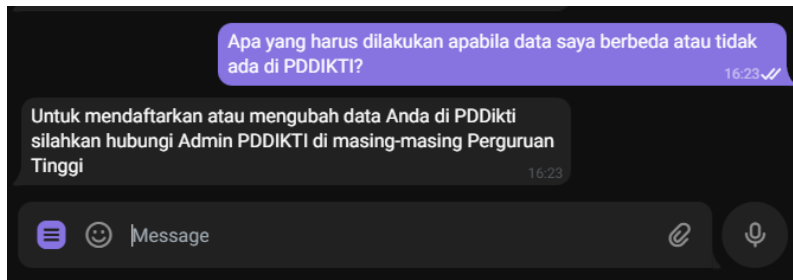 Apa yang harus dilakukan apabila data saya berbeda atau tidak
ada di PDDIKTI?
16:23
Untuk mendaftarkan atau mengubah data Anda di PDDikti
silahkan hubungi Admin PDDIKTI di masing-masing Perguruan
Tinggi
16:23
Message